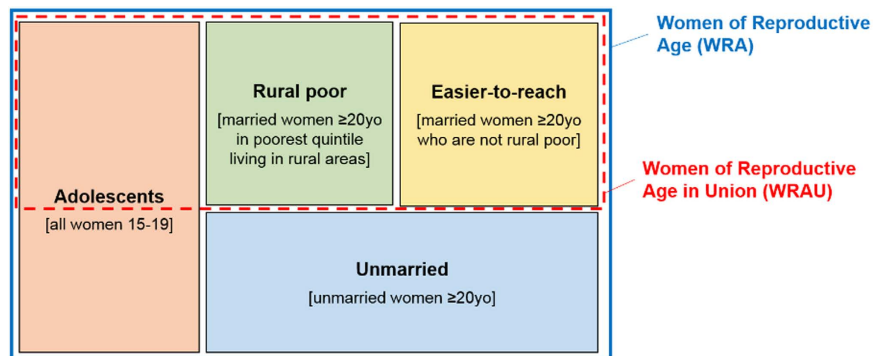 Women of Reproductive
Age (WRA)
Rural poor
[married women ≥20yo
in poorest quintile
living in rural areas]
Easier-to-reach
[married women ≥20yo
who are not rural poor]
Women of Reproductive
Age in Union (WRAU)
Adolescents
[all women 15-19]
Unmarried
[unmarried women ≥20yo]